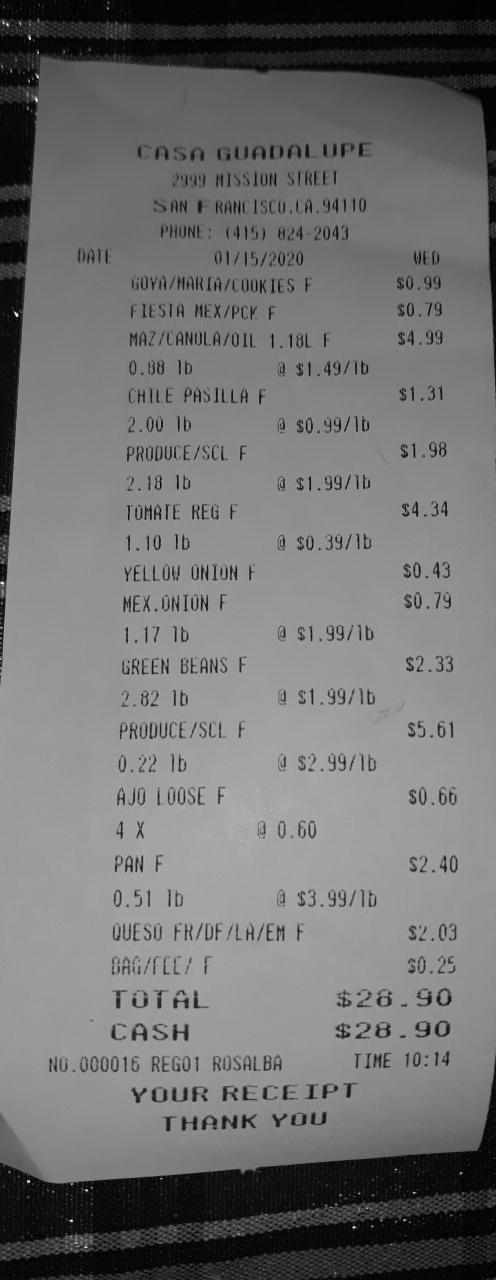 CASA GUADALUPE
2999 MISSION STREET
SAN FRANCISCO.CA.94110
PHONE: (415) 824-2043
DATE 01/15/2020 WED
GOYA/MARIA/COOKIES F $0.99
FIESTA MEX/PCK F $0.79
MAZ/CANOLA/OIL 1.18L F $4.99
0.88 lb @ $1.49/lb
CHILE PASILLA F $1.31
2.00 lb @ $0.99/lb
PRODUCE/SCL F $1.98
2.18 lb @ $1.99/lb
TOMATE REG F $4.34
1.10 lb @ $0.39/lb
YELLOW ONION F $0.43
MEX.ONION F $0.79
1.17 lb @ $1.99/lb
GREEN BEANS F $2.33
2.82 lb @ $1.99/lb
PRODUCE/SCL F $5.61
0.22 lb @ $2.99/lb
AJO LOOSE F $0.66
4 X @ 0.60
PAN F $2.40
0.51 lb @ $3.99/lb
QUESO FR/DF/LA/EM F $2.03
BAG/FEE/ F $0.25
TOTAL $28.90
CASH $28.90
NO.000016 REG01 ROSALBA TIME 10:14
YOUR RECEIPT
THANK YOU